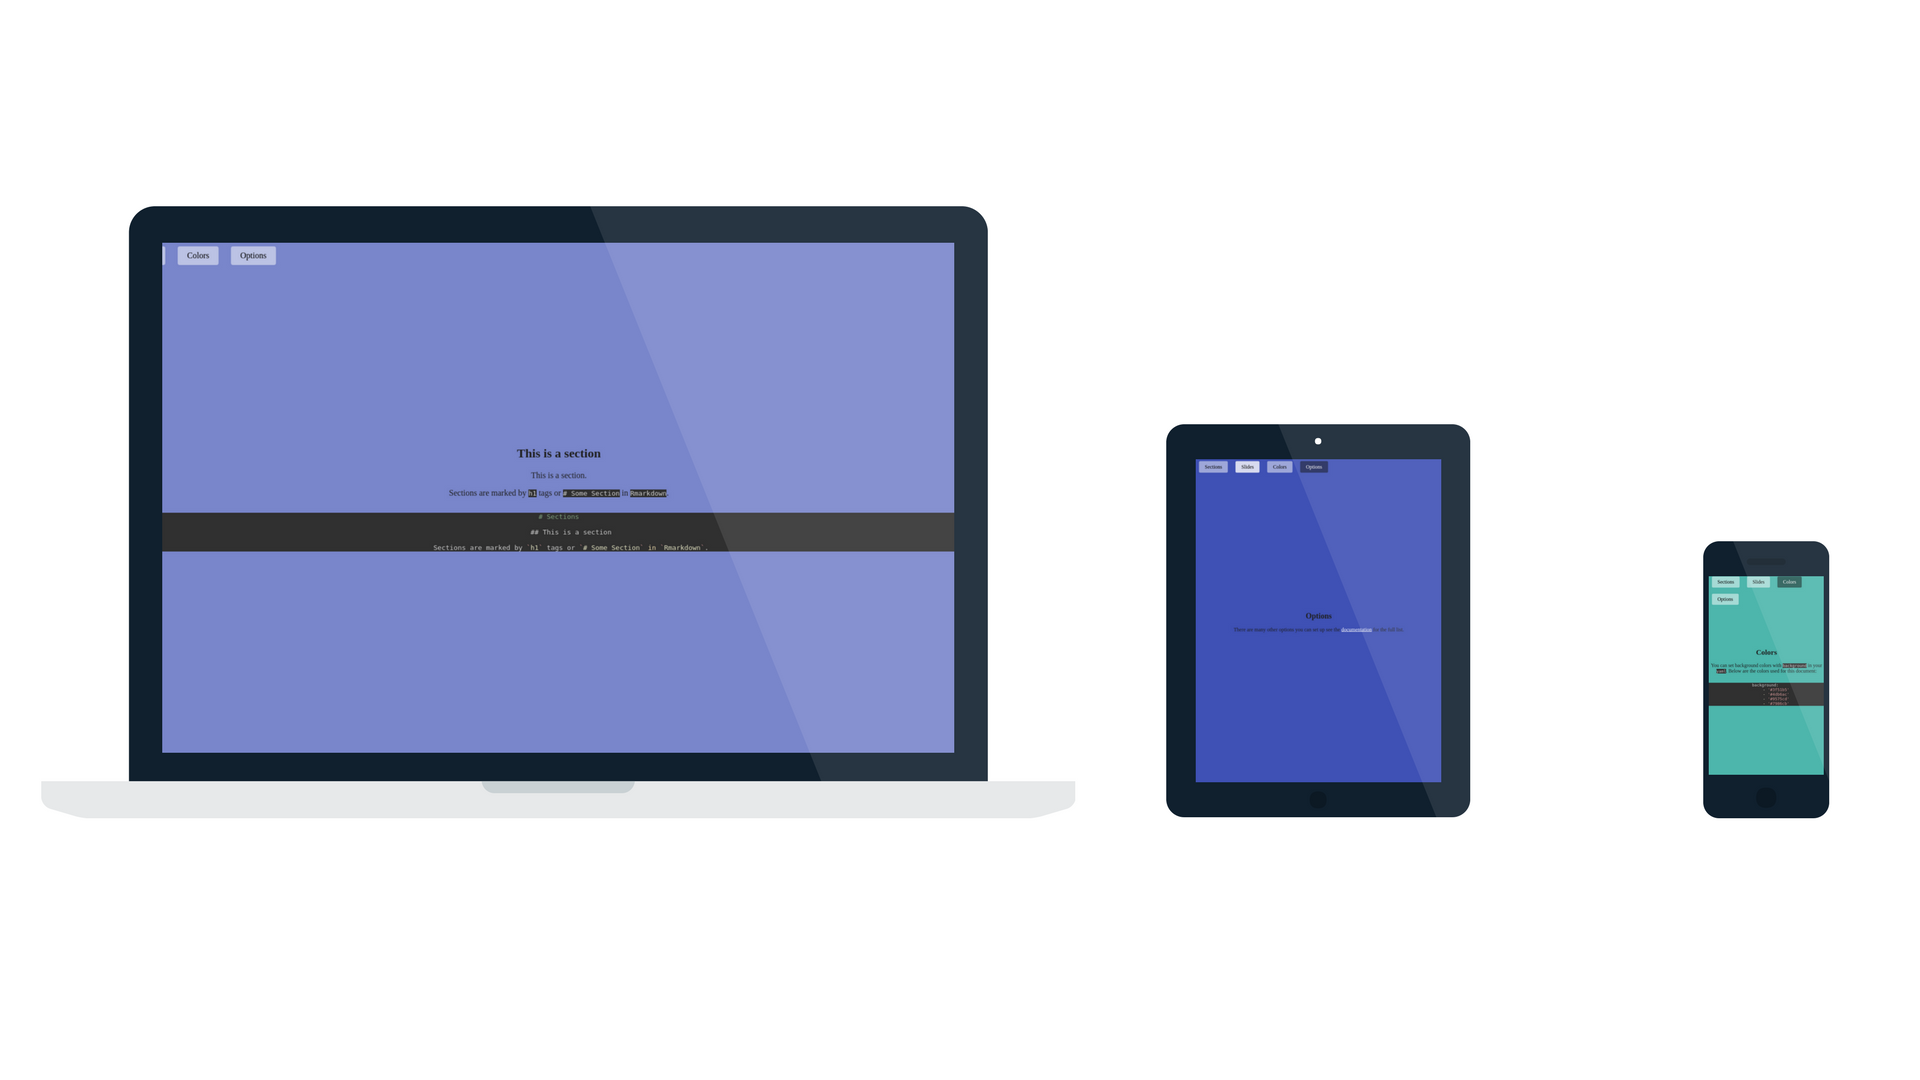 Colors Options
This is a section
This is a section.
Sections are marked by h1 tags or # Some Section in Rmarkdown
# Sections
## This is a section
Sections are marked by `h1` tags or `# Some Section` in `Rmarkdown`.
Sections Slides Colors Options
Options
There are many other options you can set up see the documentation for the full list.
Sections Slides Colors
Options
Colors
You can set background colors with background in your
Below are the colors used for this document:
background: